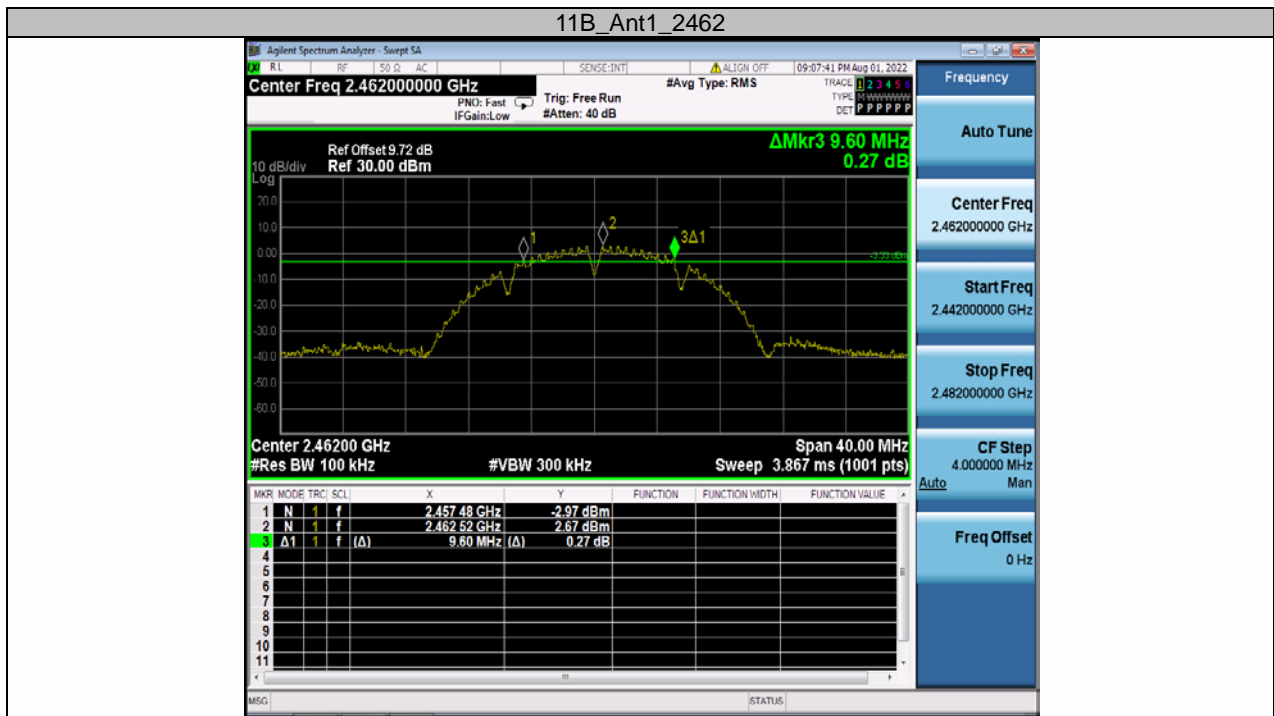 11B_Ant1_2462
Agilent Spectrum Analyzer - Swept SA
RL RF 50 Ω AC SENSE:INT ALIGN OFF 09:07:41 PM Aug 01, 2022
Center Freq 2.462000000 GHz
PNO: Fast
IFGain:Low
Trig: Free Run
#Atten: 40 dB
#Avg Type: RMS
TRACE 1 2 3 4 5 6
TYPE M W W W W W
DET P P P P P P
Frequency
Auto Tune
Center Freq
2.462000000 GHz
Start Freq
2.442000000 GHz
Stop Freq
2.482000000 GHz
CF Step
4.000000 MHz
Auto Man
Freq Offset
0 Hz
ΔMkr3 9.60 MHz
0.27 dB
Ref Offset 9.72 dB
10 dB/div Ref 30.00 dBm
Log
20.0
10.0
0.00
-10.0
-20.0
-30.0
-40.0
-50.0
-60.0
1
2
3Δ1
-3.33 dBm
Center 2.46200 GHz Span 40.00 MHz
#Res BW 100 kHz #VBW 300 kHz Sweep 3.867 ms (1001 pts)
MKR MODE TRC SCL X Y FUNCTION FUNCTION WIDTH FUNCTION VALUE
1 N 1 f 2.457 48 GHz -2.97 dBm
2 N 1 f 2.462 52 GHz 2.67 dBm
3 Δ1 1 f (Δ) 9.60 MHz (Δ) 0.27 dB
4
5
6
7
8
9
10
11
MSG STATUS